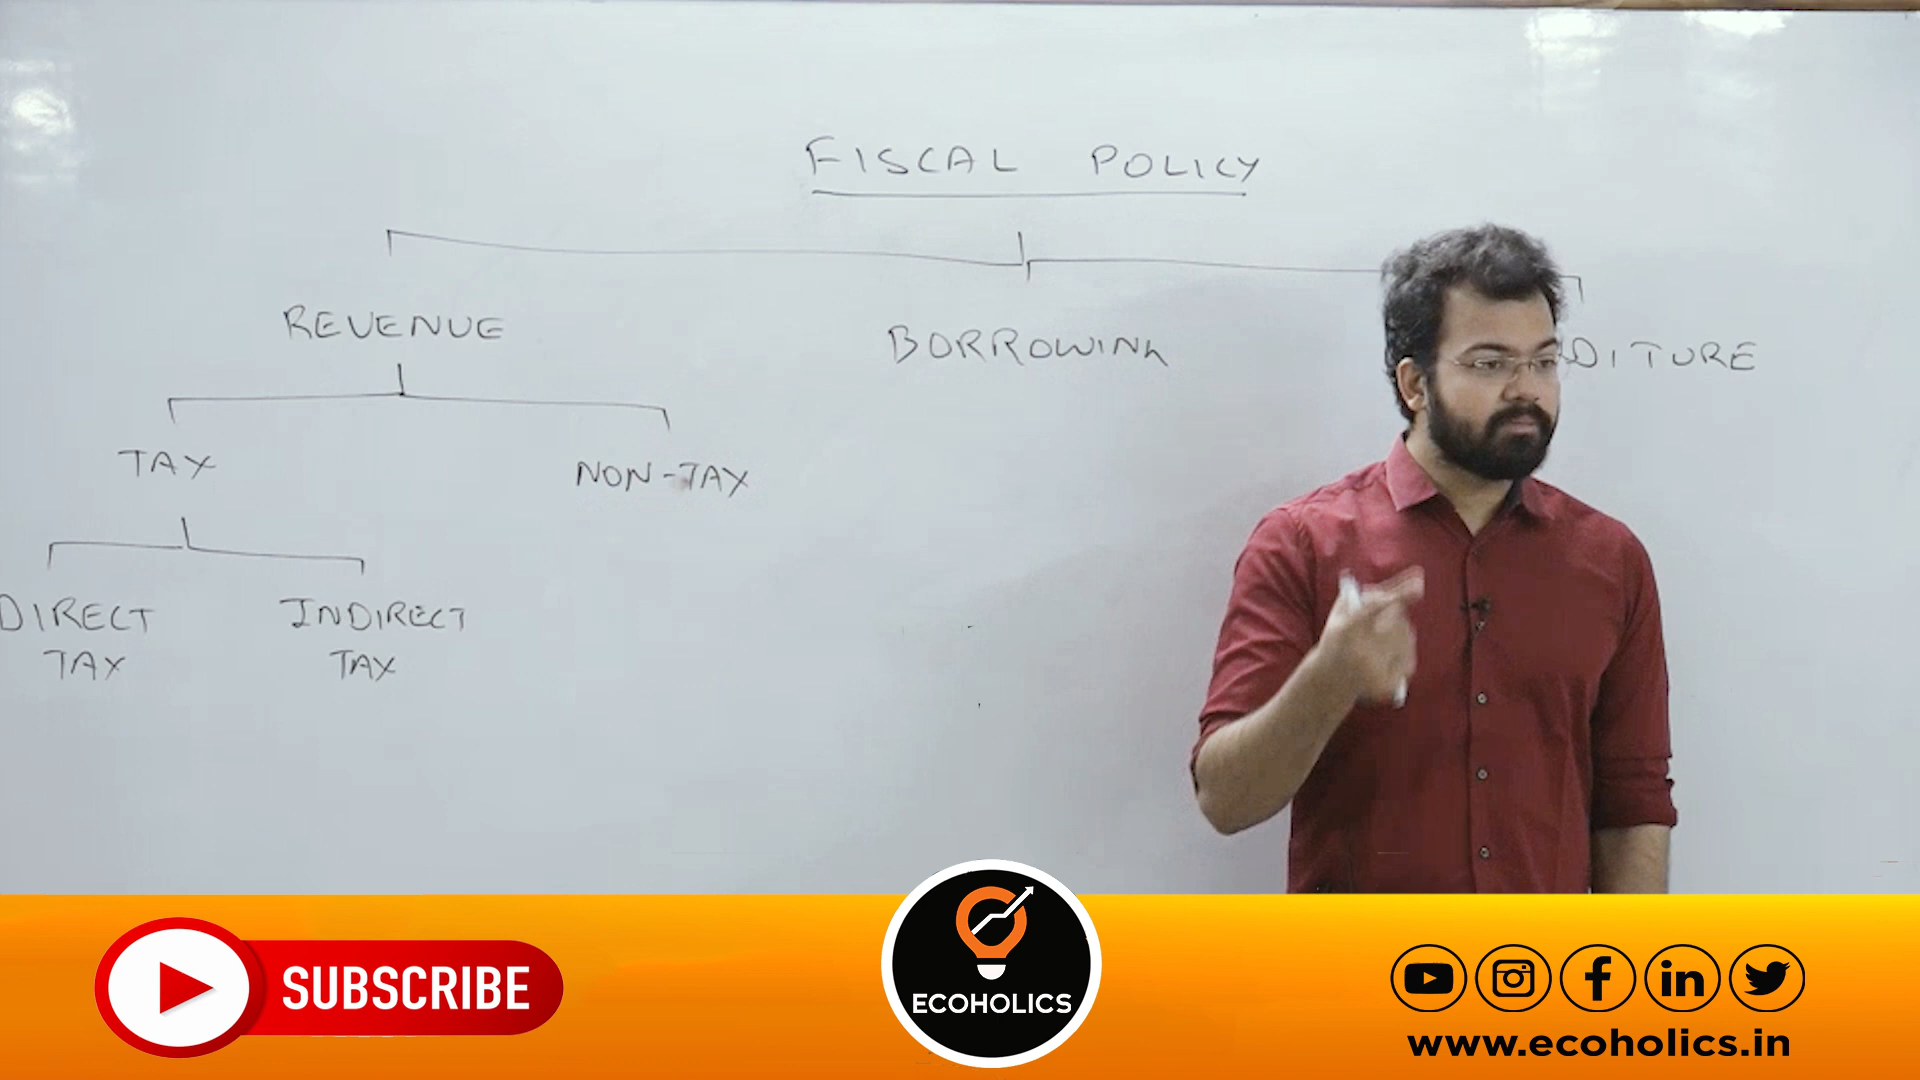 FISCAL POLICY
REVENUE
BORROWING
DITURE
TAX
NON-TAX
DIRECT
TAX
INDIRECT
TAX
SUBSCRIBE
ECOHOLICS
www.ecoholics.in